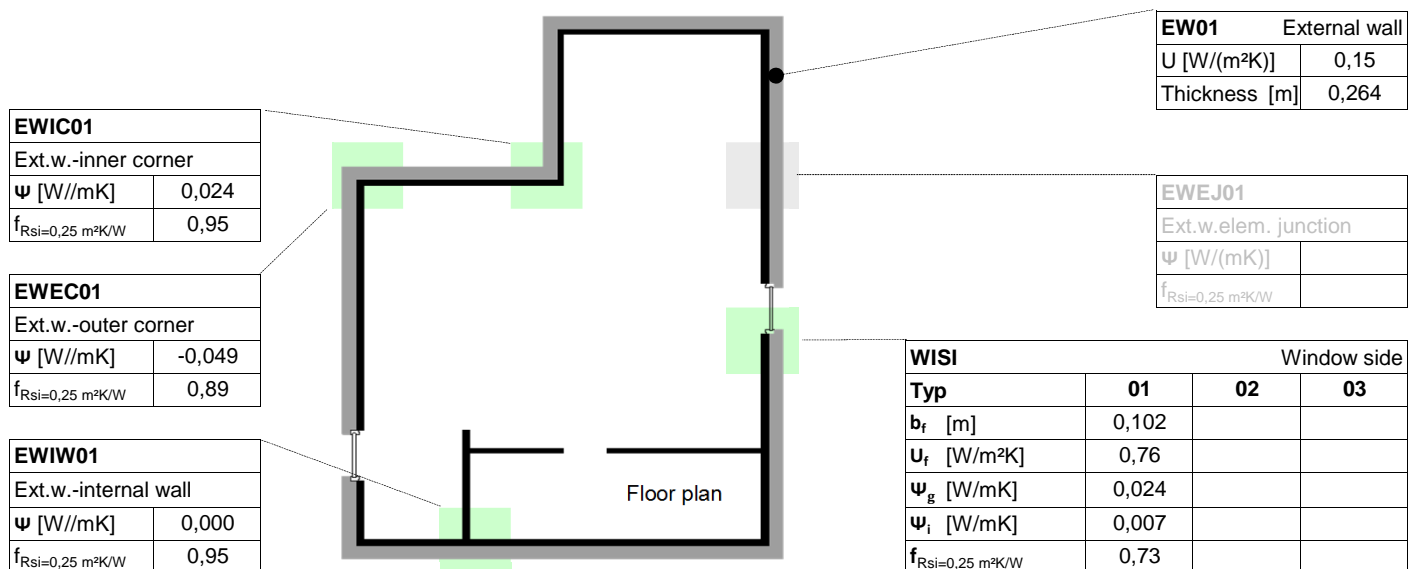 EW01 External wall
U [W/(m²K)] 0,15
Thickness [m] 0,264
EWIC01
Ext.w.-inner corner
Ψ [W//mK] 0,024
fRsi=0,25 m²K/W 0,95
EWEJ01
Ext.w.elem. junction
Ψ [W/(mK)]
fRsi=0,25 m²K/W
EWEC01
Ext.w.-outer corner
Ψ [W//mK] -0,049
fRsi=0,25 m²K/W 0,89
WISI Window side
Typ 01 02 03
bf [m] 0,102
Uf [W/m²K] 0,76
Ψg [W/mK] 0,024
Ψi [W/mK] 0,007
fRsi=0,25 m²K/W 0,73
EWIW01
Ext.w.-internal wall
Ψ [W//mK] 0,000
fRsi=0,25 m²K/W 0,95
Floor plan